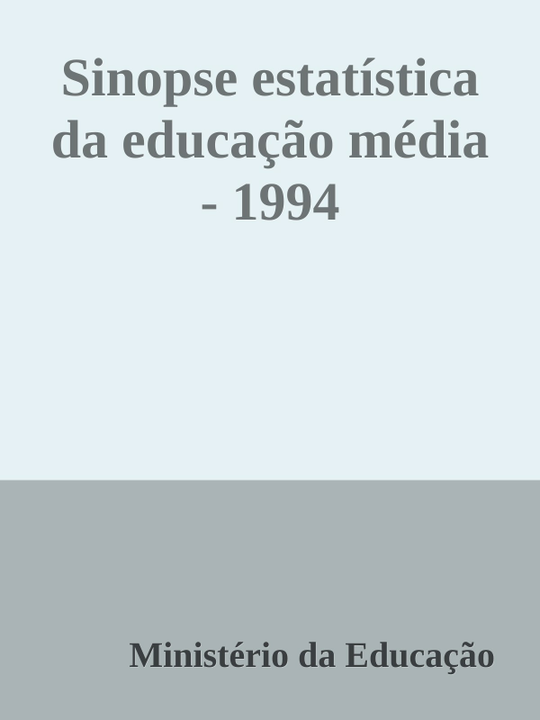 Sinopse estatística
da educação média
- 1994
Ministério da Educação